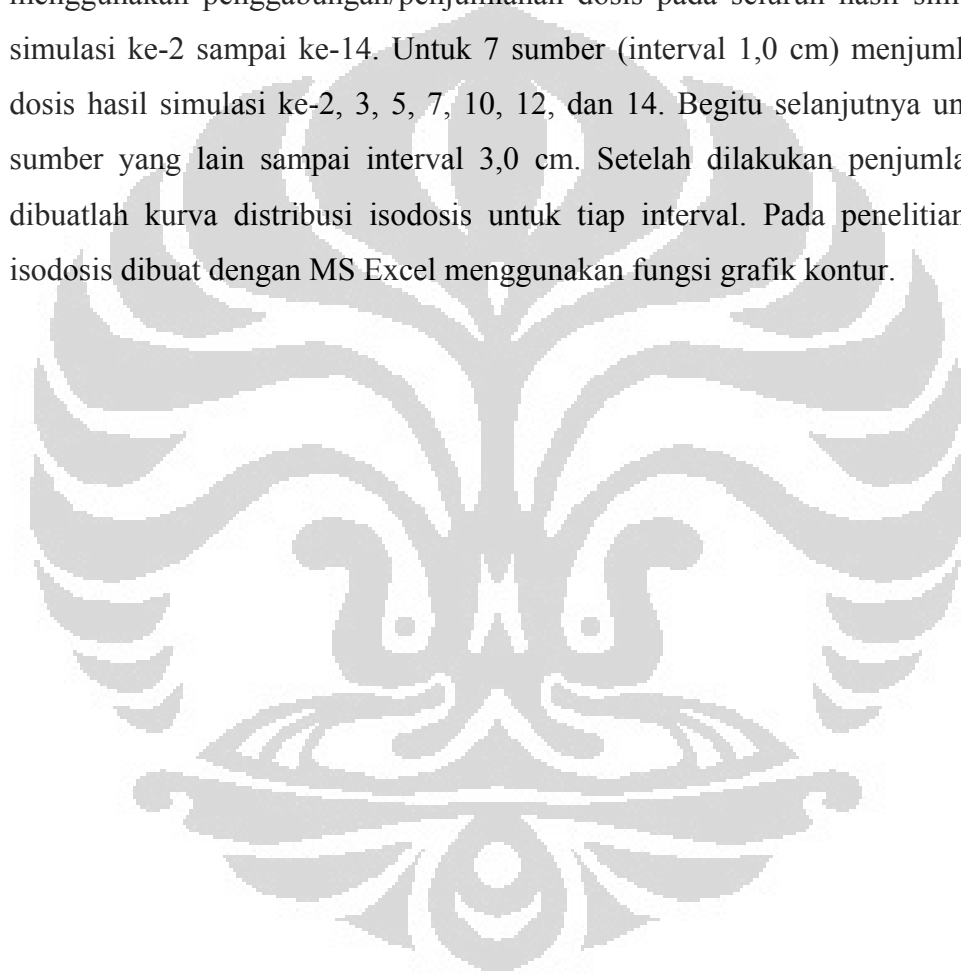 menggunakan penggabungan/penjumlahan dosis pada seluruh hasil
simulasi ke-2 sampai ke-14. Untuk 7 sumber (interval 1,0 cm)
dosis hasil simulasi ke-2, 3, 5, 7, 10, 12, dan 14. Begitu selanjutnya
sumber yang lain sampai interval 3,0 cm. Setelah dilakukan
dibuatlah kurva distribusi isodosis untuk tiap interval. Pada penelitian
isodosis dibuat dengan MS Excel menggunakan fungsi grafik kontur.